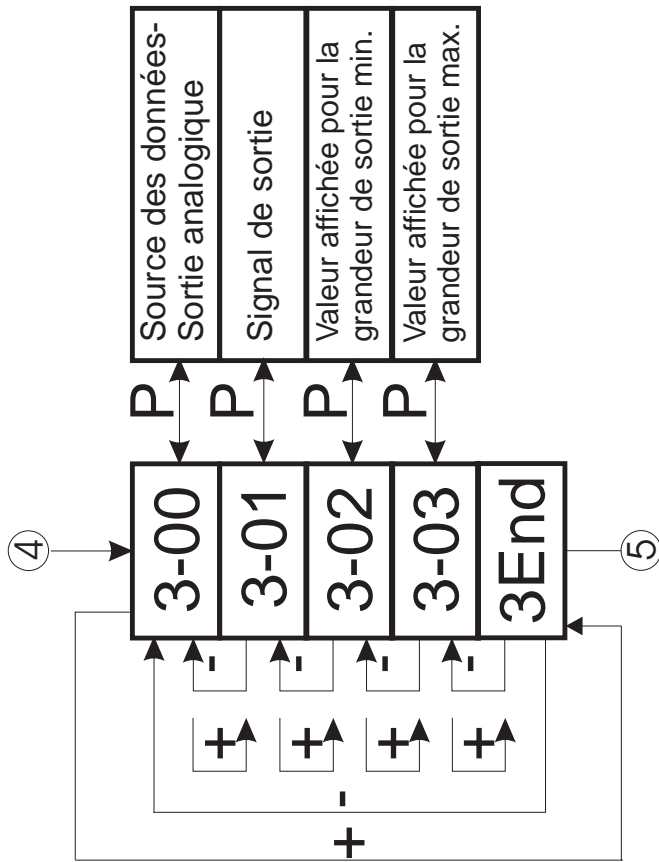 4
3-00
P
Source des données-
Sortie analogique
3-01
P
Signal de sortie
3-02
P
Valeur affichée pour la
grandeur de sortie min.
3-03
P
Valeur affichée pour la
grandeur de sortie max.
3End
5
-
-
-
-
+
+
+
+
-
+